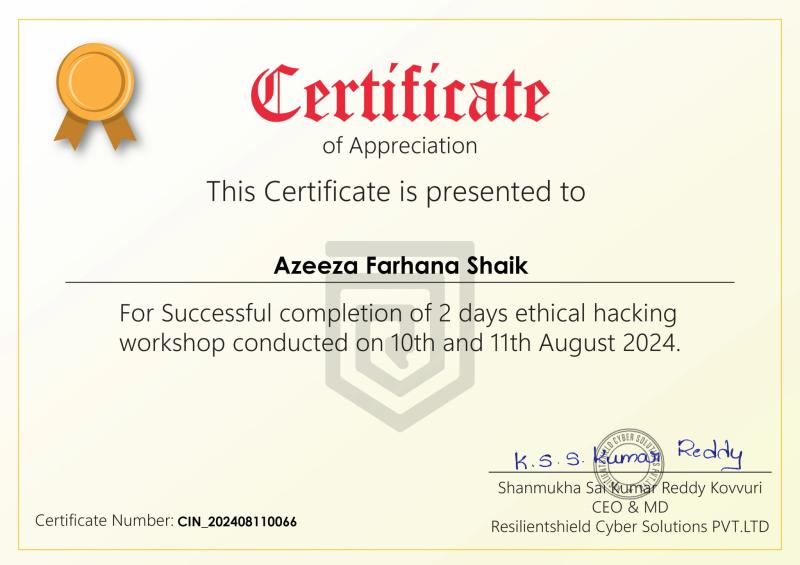 Certificate
of Appreciation
This Certificate is presented to
Azeeza Farhana Shaik
For Successful completion of 2 days ethical hacking
workshop conducted on 10th and 11th August 2024.
K.S.S. Kumar Reddy
Shanmukha Sai Kumar Reddy Kovvuri
CEO & MD
Resilientshield Cyber Solutions PVT.LTD
Certificate Number: CIN_202408110066